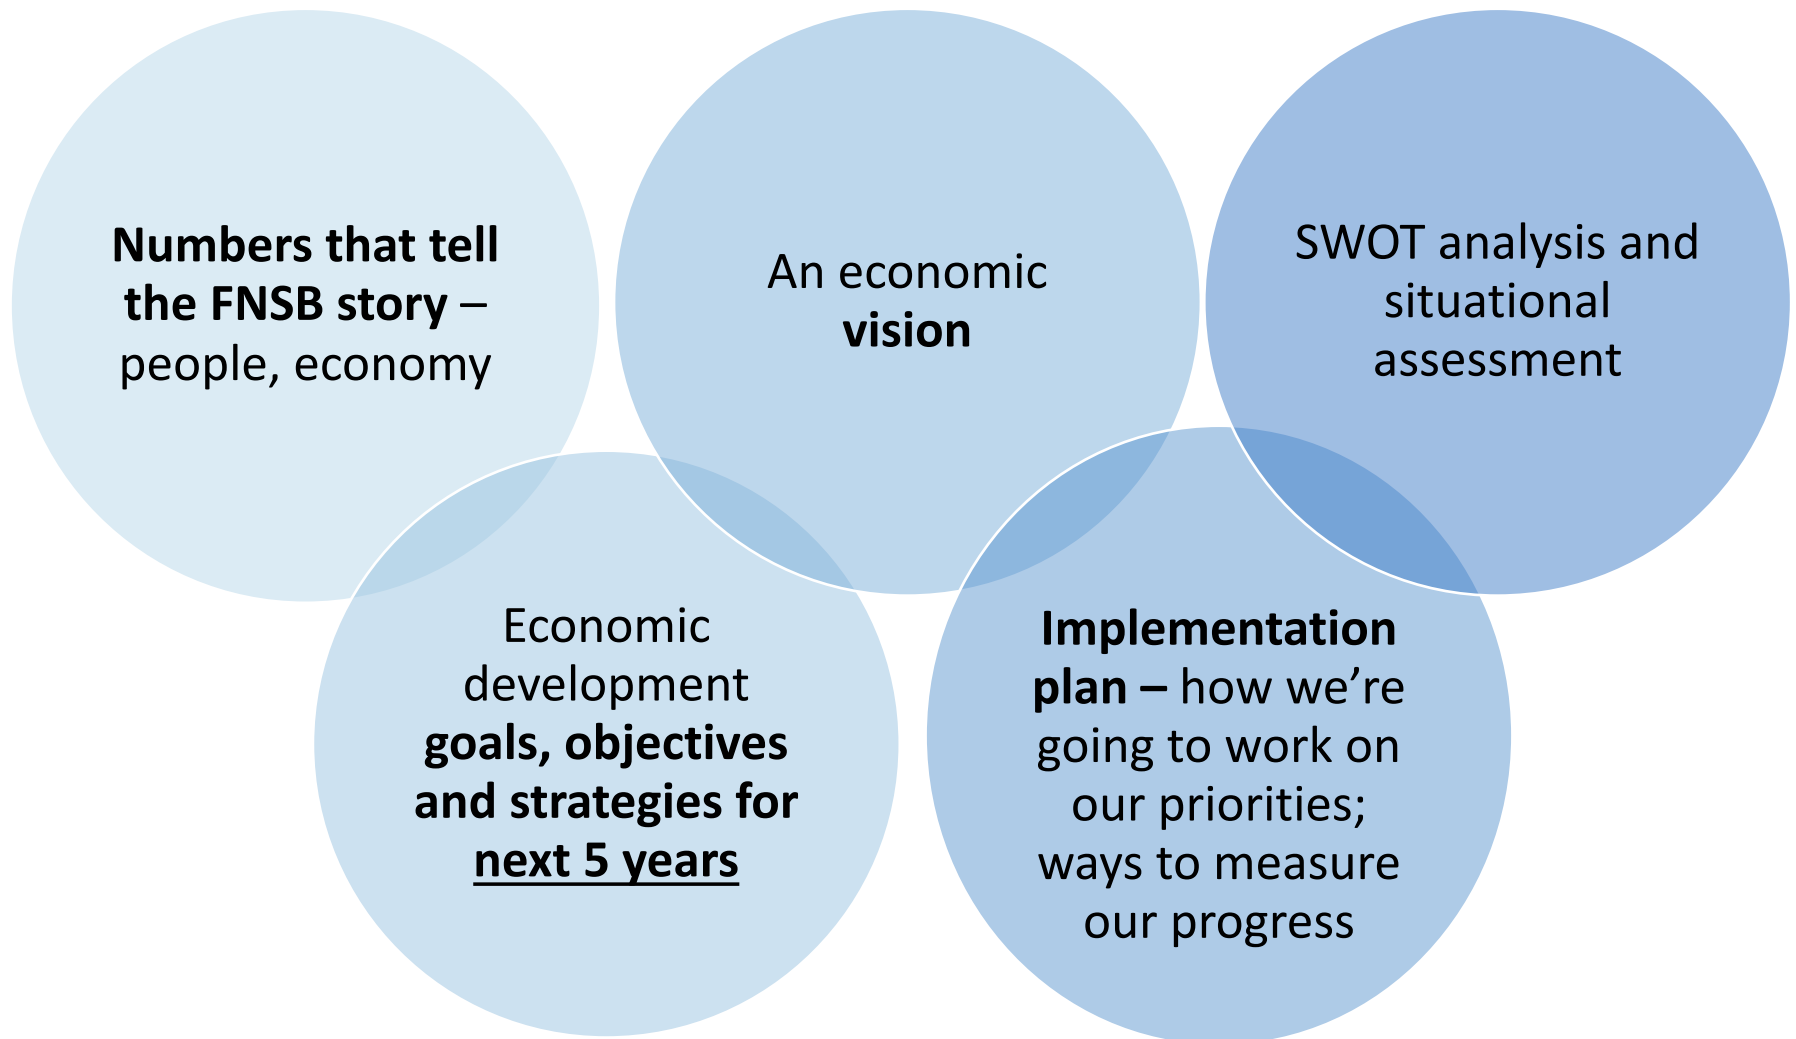 Numbers that tell
the FNSB story –
people, economy
An economic
vision
SWOT analysis and
situational
assessment
Economic
development
goals, objectives
and strategies for
next 5 years
Implementation
plan – how we’re
going to work on
our priorities;
ways to measure
our progress